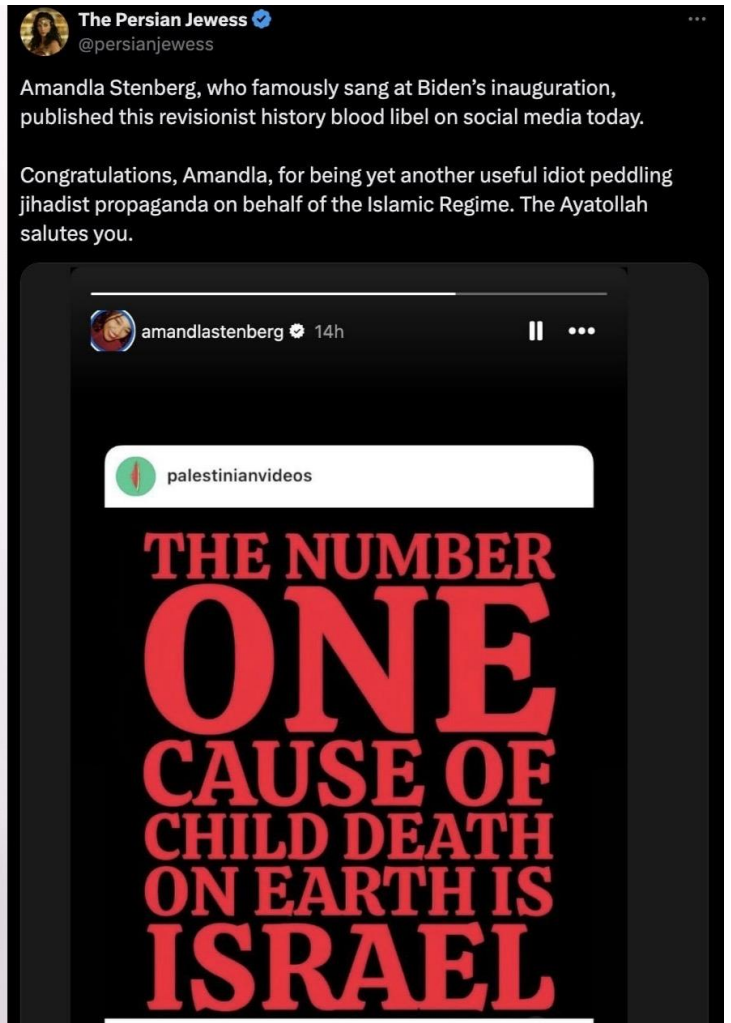 The Persian Jewess
@persianjewess
Amandla Stenberg, who famously sang at Biden’s inauguration,
published this revisionist history blood libel on social media today.
Congratulations, Amandla, for being yet another useful idiot peddling
jihadist propaganda on behalf of the Islamic Regime. The Ayatollah
salutes you.
amandlastenberg 14h
palestinianvideos
THE NUMBER
ONE
CAUSE OF
CHILD DEATH
ON EARTH IS
ISRAEL